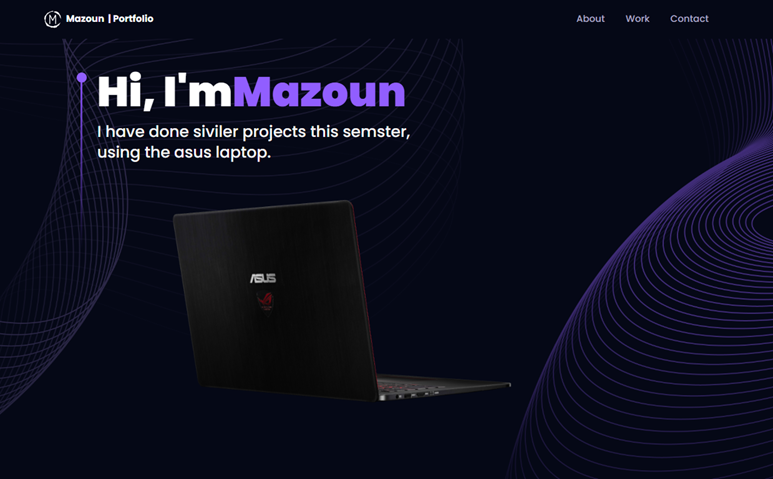 M Mazoun | Portfolio
About Work Contact
Hi, I'mMazoun
I have done siviler projects this semster,
using the asus laptop.
ASUS